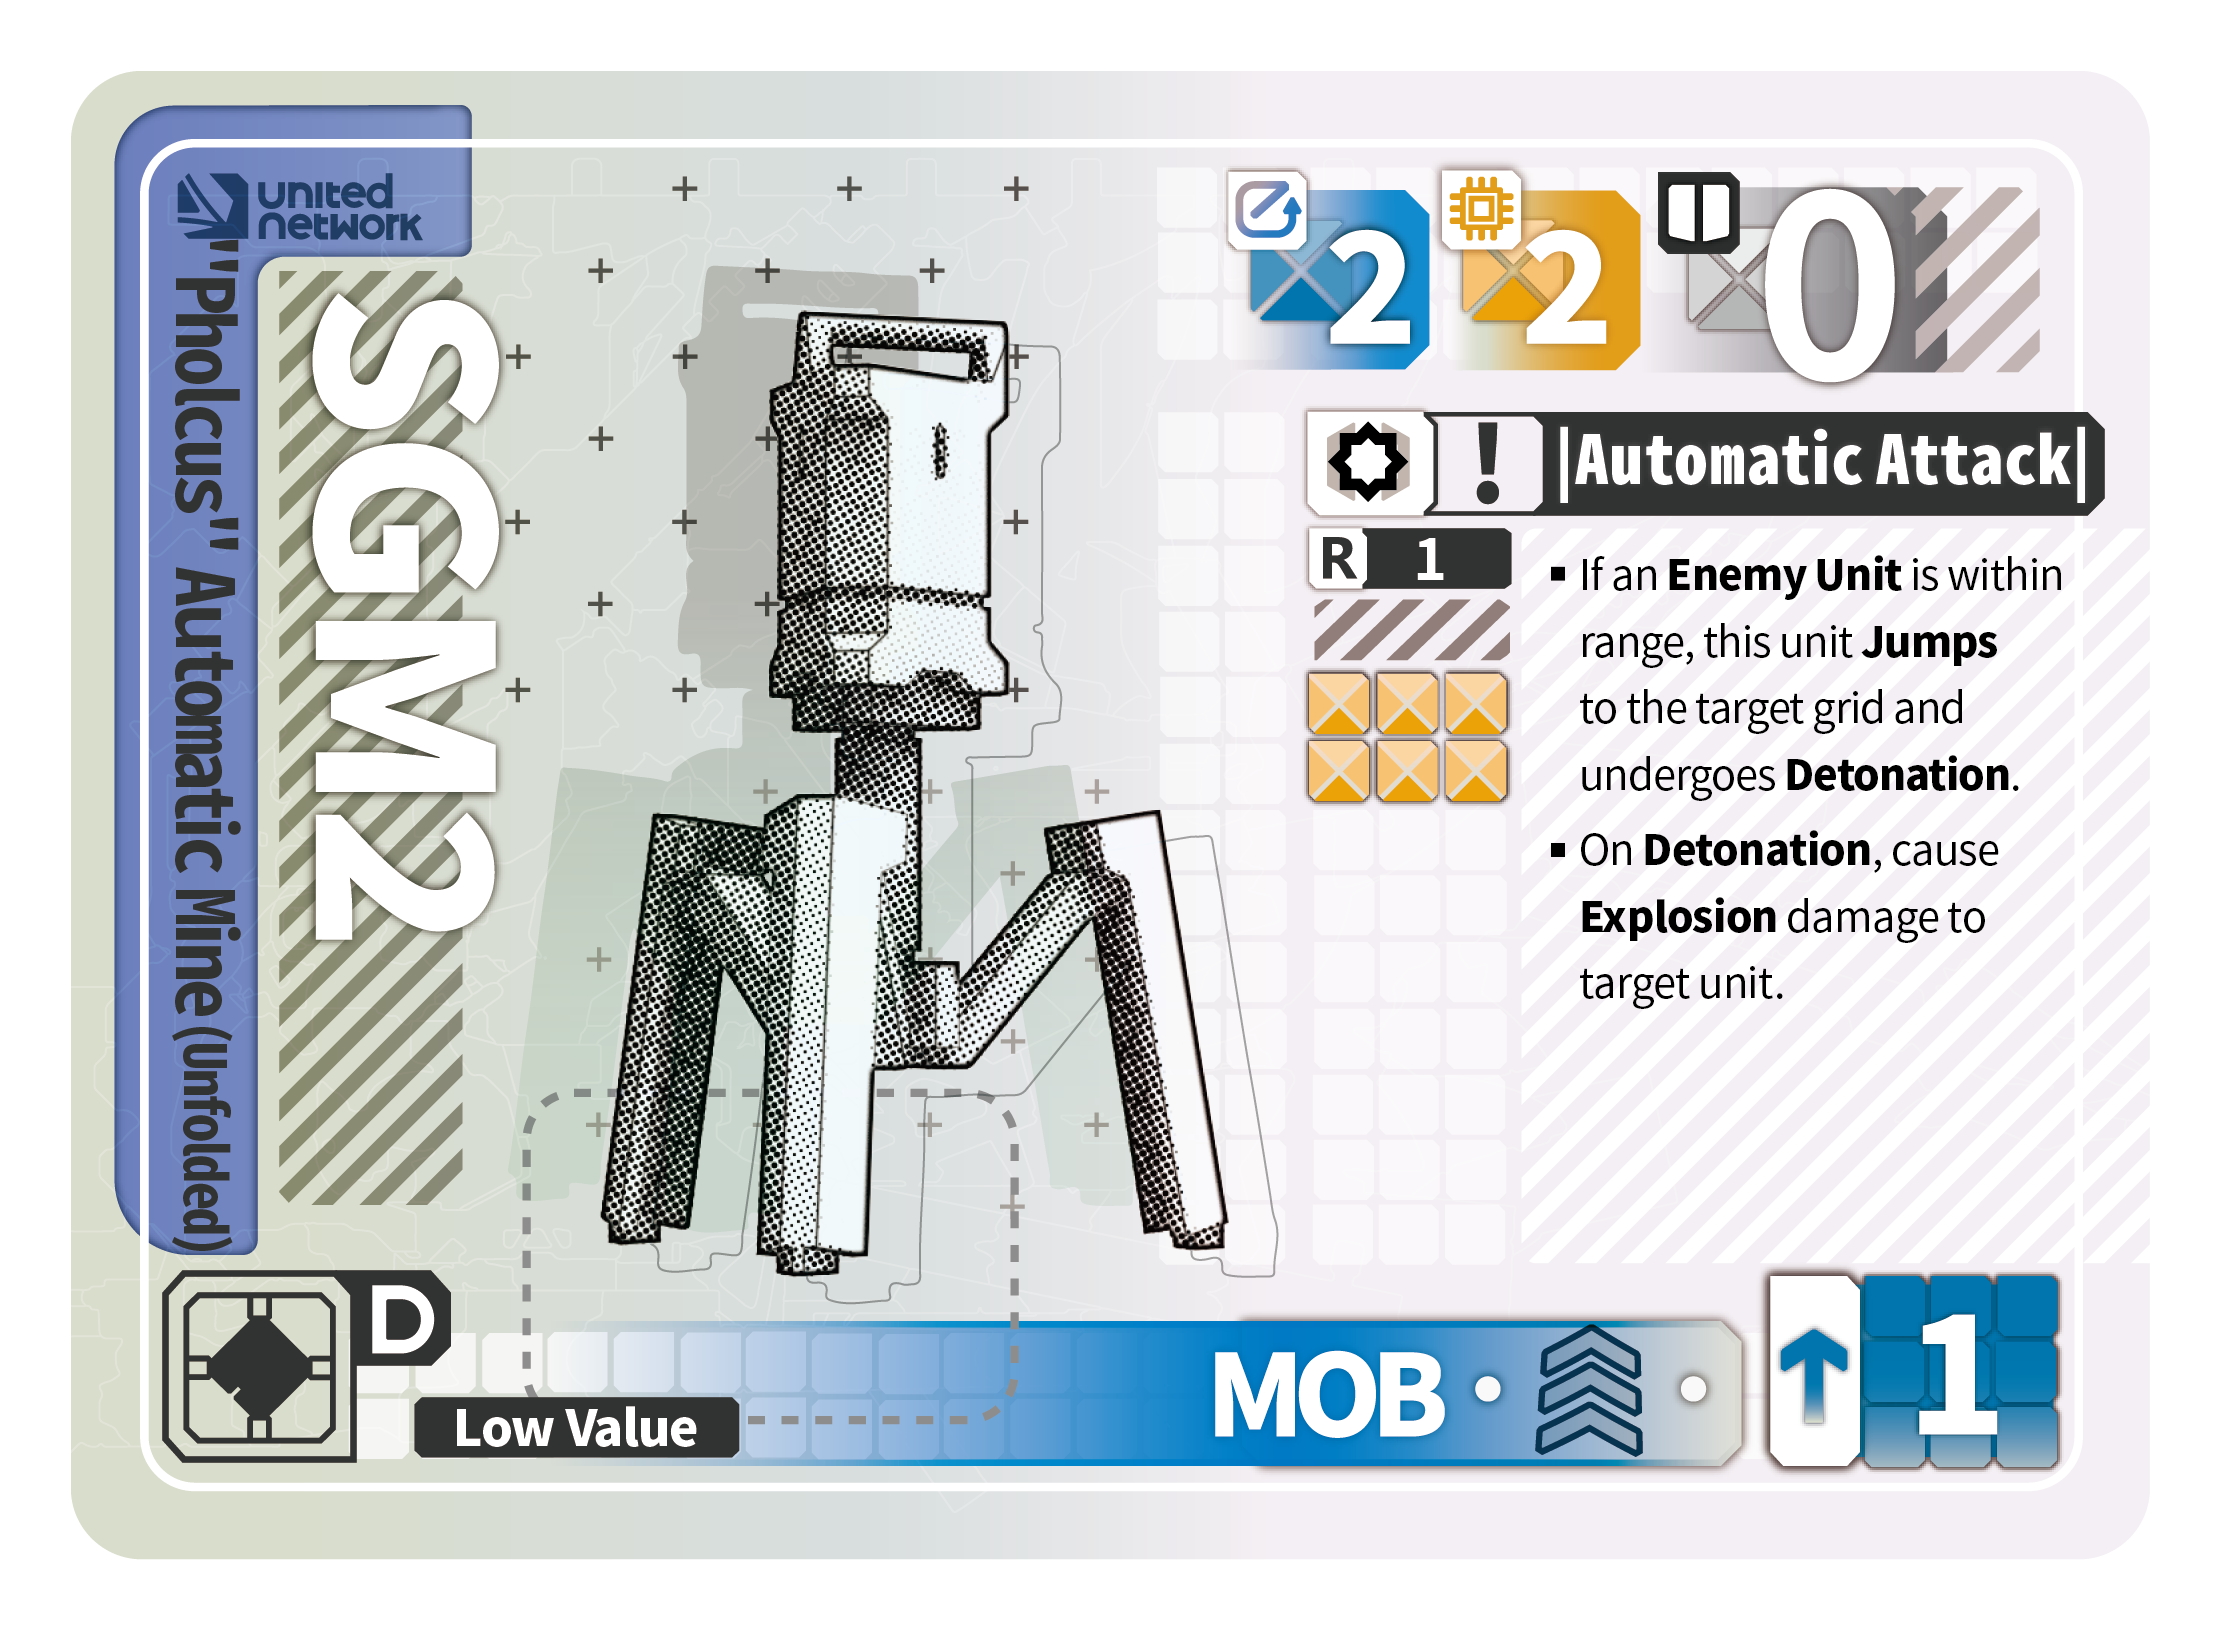 United
Network
"Pholcus" Automatic Mine (Unfolded)
SGM2
2
2
0
! |Automatic Attack|
R 1
▪ If an Enemy Unit is within
range, this unit Jumps
to the target grid and
undergoes Detonation.
▪ On Detonation, cause
Explosion damage to
target unit.
D
Low Value
MOB
1